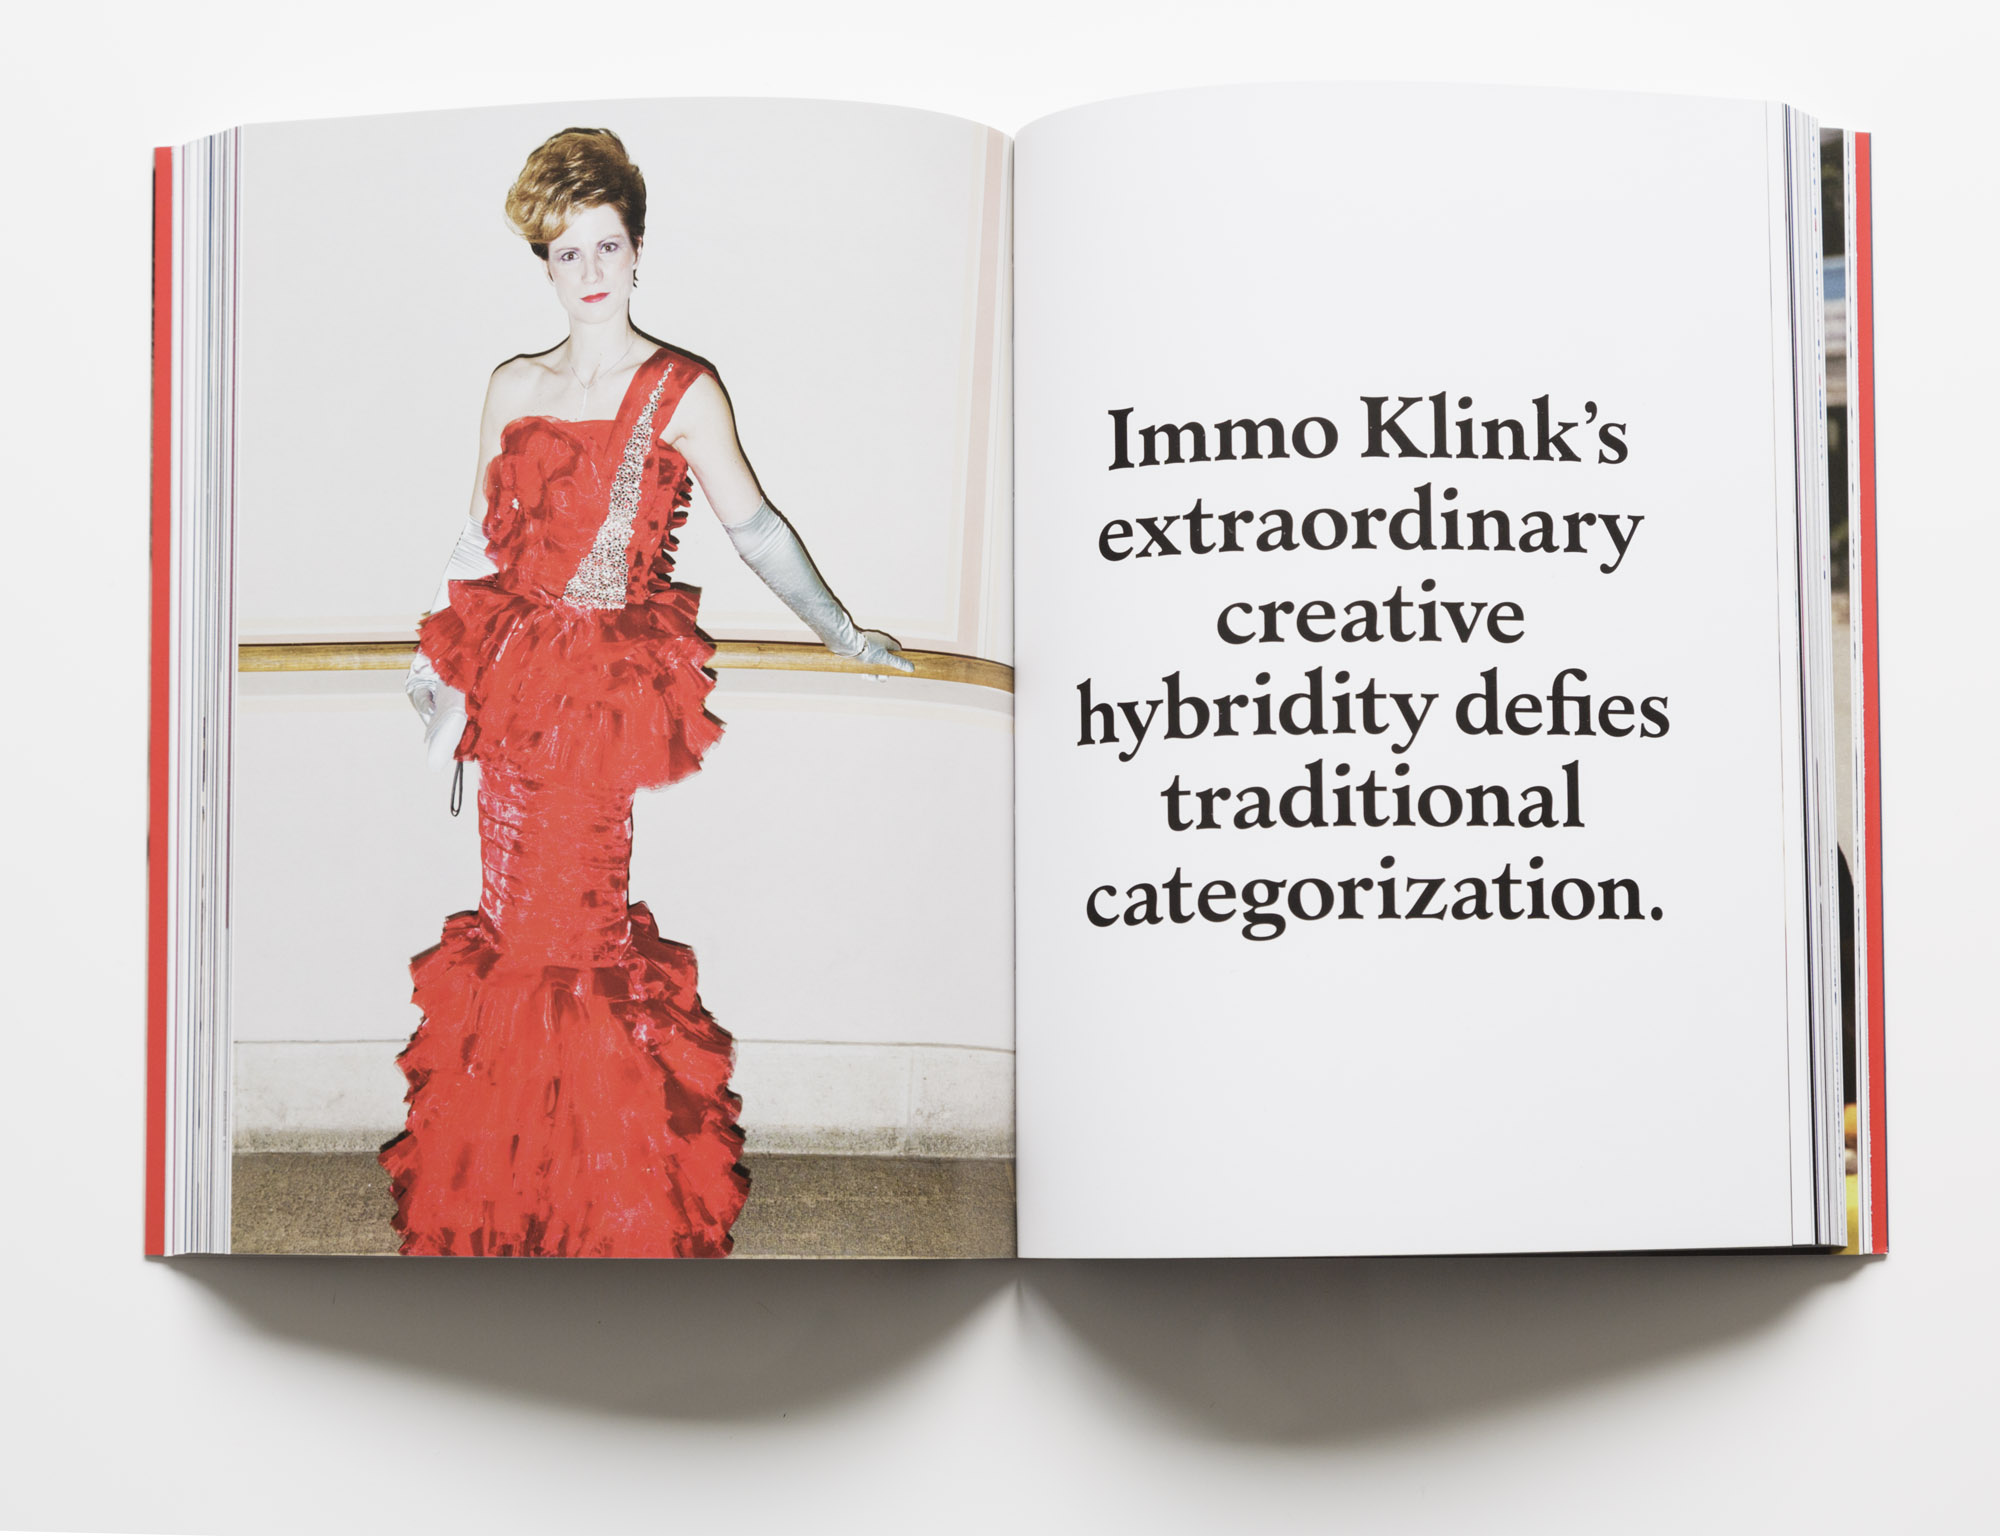 Immo Klink’s
extraordinary
creative
hybridity defies
traditional
categorization.